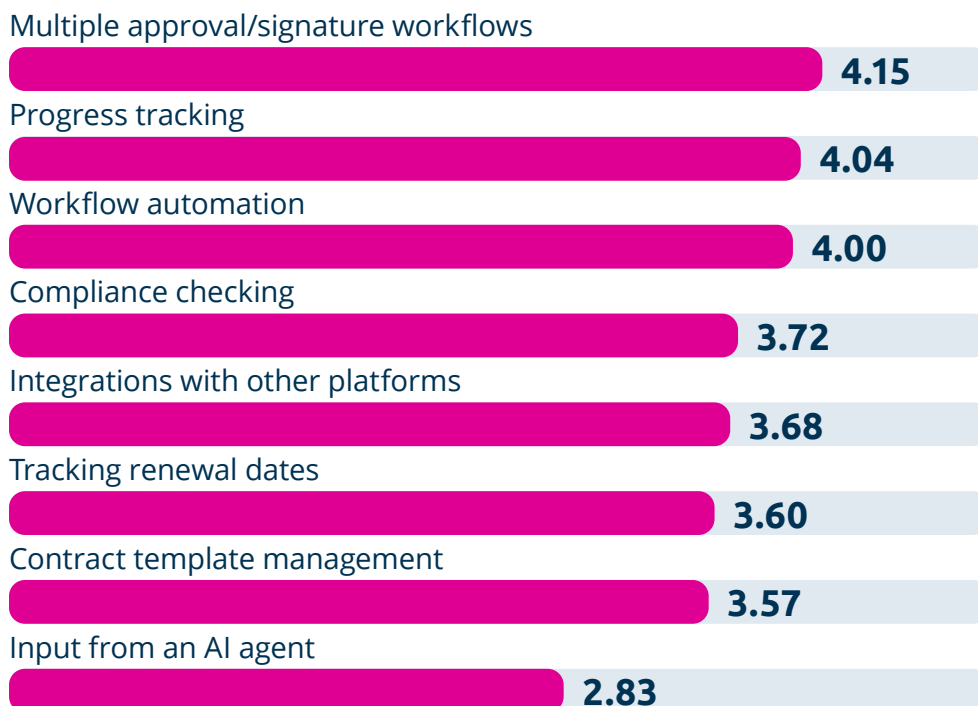 Multiple approval/signature workflows
4.15
Progress tracking
4.04
Workflow automation
4.00
Compliance checking
3.72
Integrations with other platforms
3.68
Tracking renewal dates
3.60
Contract template management
3.57
Input from an AI agent
2.83